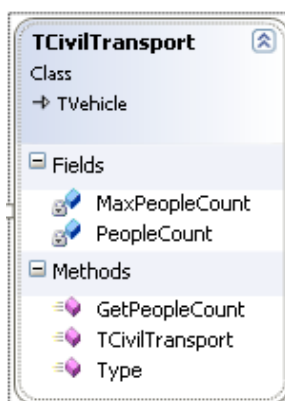 TCivilTransport
Class
TVehicle
Fields
MaxPeopleCount
PeopleCount
Methods
GetPeopleCount
TCivilTransport
Type